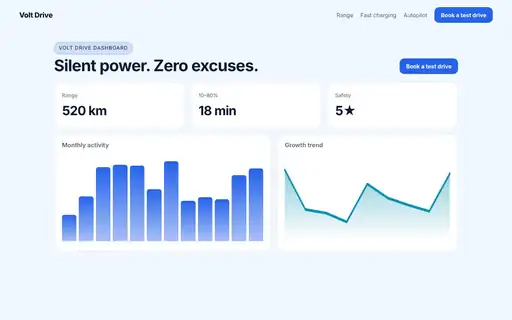 Volt Drive
Range
Fast charging
Autopilot
Book a test drive
VOLT DRIVE DASHBOARD
Silent power. Zero excuses.
Book a test drive
Range
520 km
10–80%
18 min
Safety
5★
Monthly activity
Growth trend